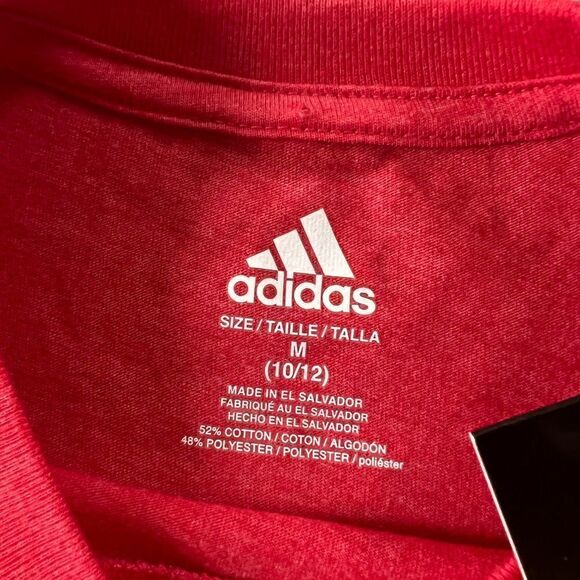 adidas
SIZE / TAILLE / TALLA
M
(10/12)
MADE IN EL SALVADOR
FABRIQUÉ AU EL SALVADOR
HECHO EN EL SALVADOR
52% COTTON / COTON / ALGODÓN
48% POLYESTER / POLYESTER / poliéster